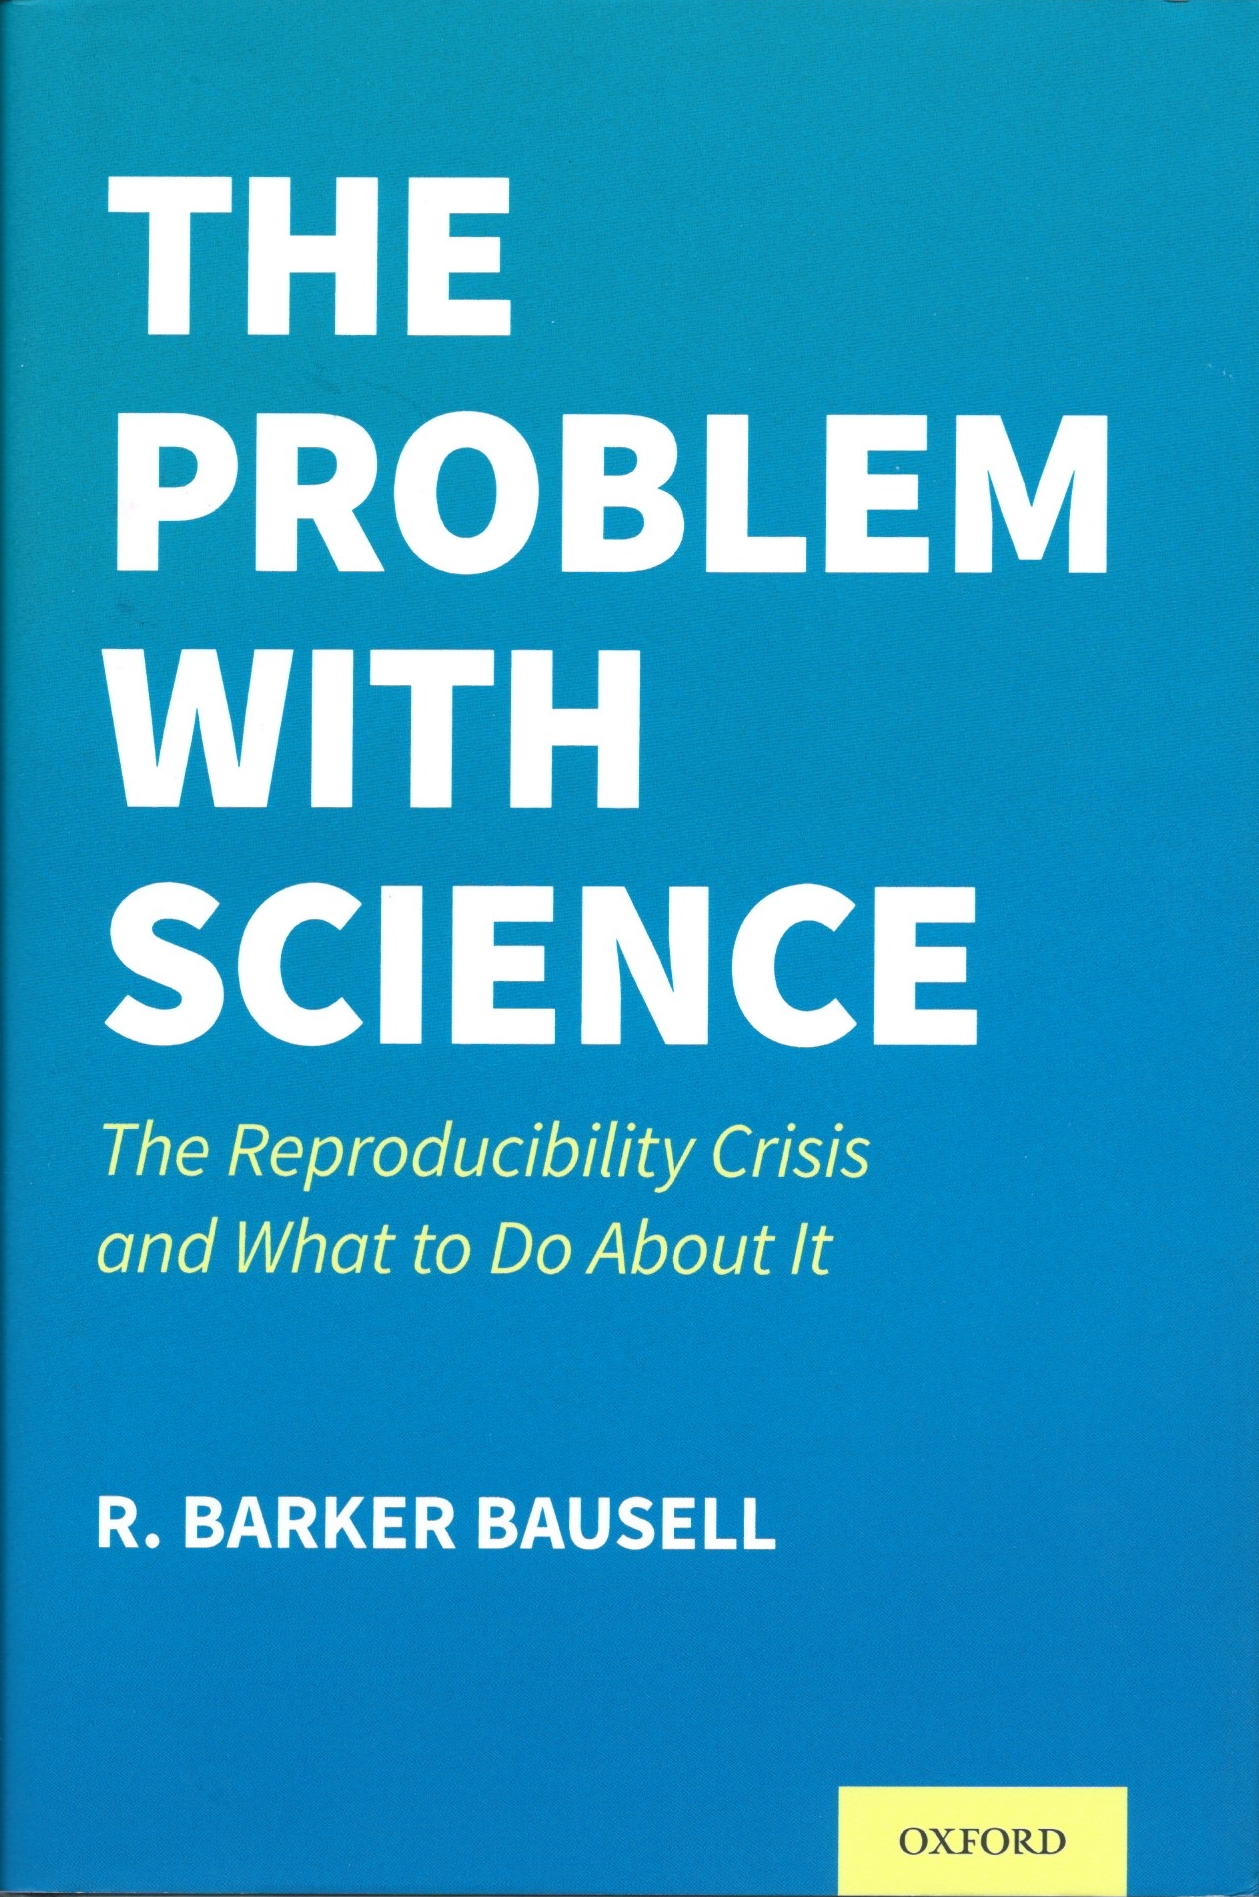 THE
PROBLEM
WITH
SCIENCE
The Reproducibility Crisis
and What to Do About It
R. BARKER BAUSELL
OXFORD